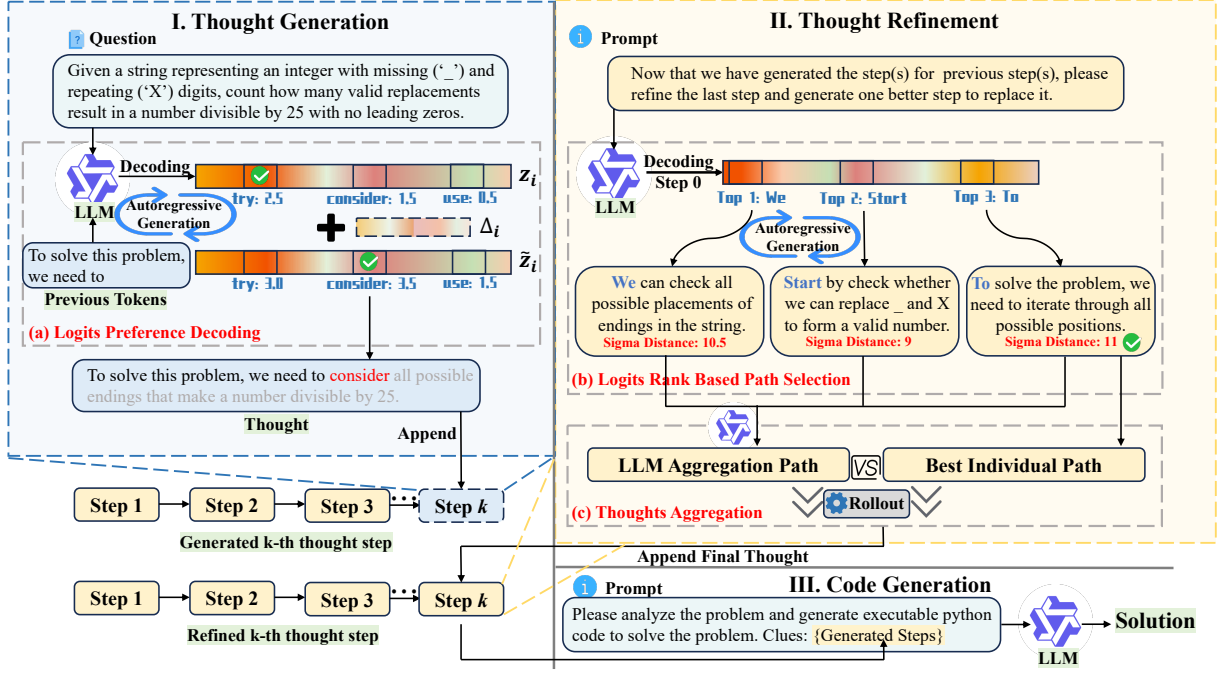 I. Thought Generation
Question
Given a string representing an integer with missing (‘_’) and
repeating (‘X’) digits, count how many valid replacements
result in a number divisible by 25 with no leading zeros.
LLM
Decoding
try: 2.5
consider: 1.5
use: 0.5
z_i
Autoregressive
Generation
Δ_i
To solve this problem,
we need to
Previous Tokens
try: 3.0
consider: 3.5
use: 1.5
z̃_i
(a) Logits Preference Decoding
To solve this problem, we need to consider all possible
endings that make a number divisible by 25.
Thought
Append
Step 1
Step 2
Step 3
...
Step k
Generated k-th thought step
Step 1
Step 2
Step 3
...
Step k
Refined k-th thought step
II. Thought Refinement
Prompt
Now that we have generated the step(s) for previous step(s), please
refine the last step and generate one better step to replace it.
LLM
Decoding
Step 0
Top 1: We
Top 2: Start
Top 3: To
Autoregressive
Generation
We can check all
possible placements of
endings in the string.
Sigma Distance: 10.5
Start by check whether
we can replace _ and X
to form a valid number.
Sigma Distance: 9
To solve the problem, we
need to iterate through all
possible positions.
Sigma Distance: 11
(b) Logits Rank Based Path Selection
LLM Aggregation Path
VS
Best Individual Path
Rollout
(c) Thoughts Aggregation
Append Final Thought
III. Code Generation
Prompt
Please analyze the problem and generate executable python
code to solve the problem. Clues: {Generated Steps}
LLM
Solution